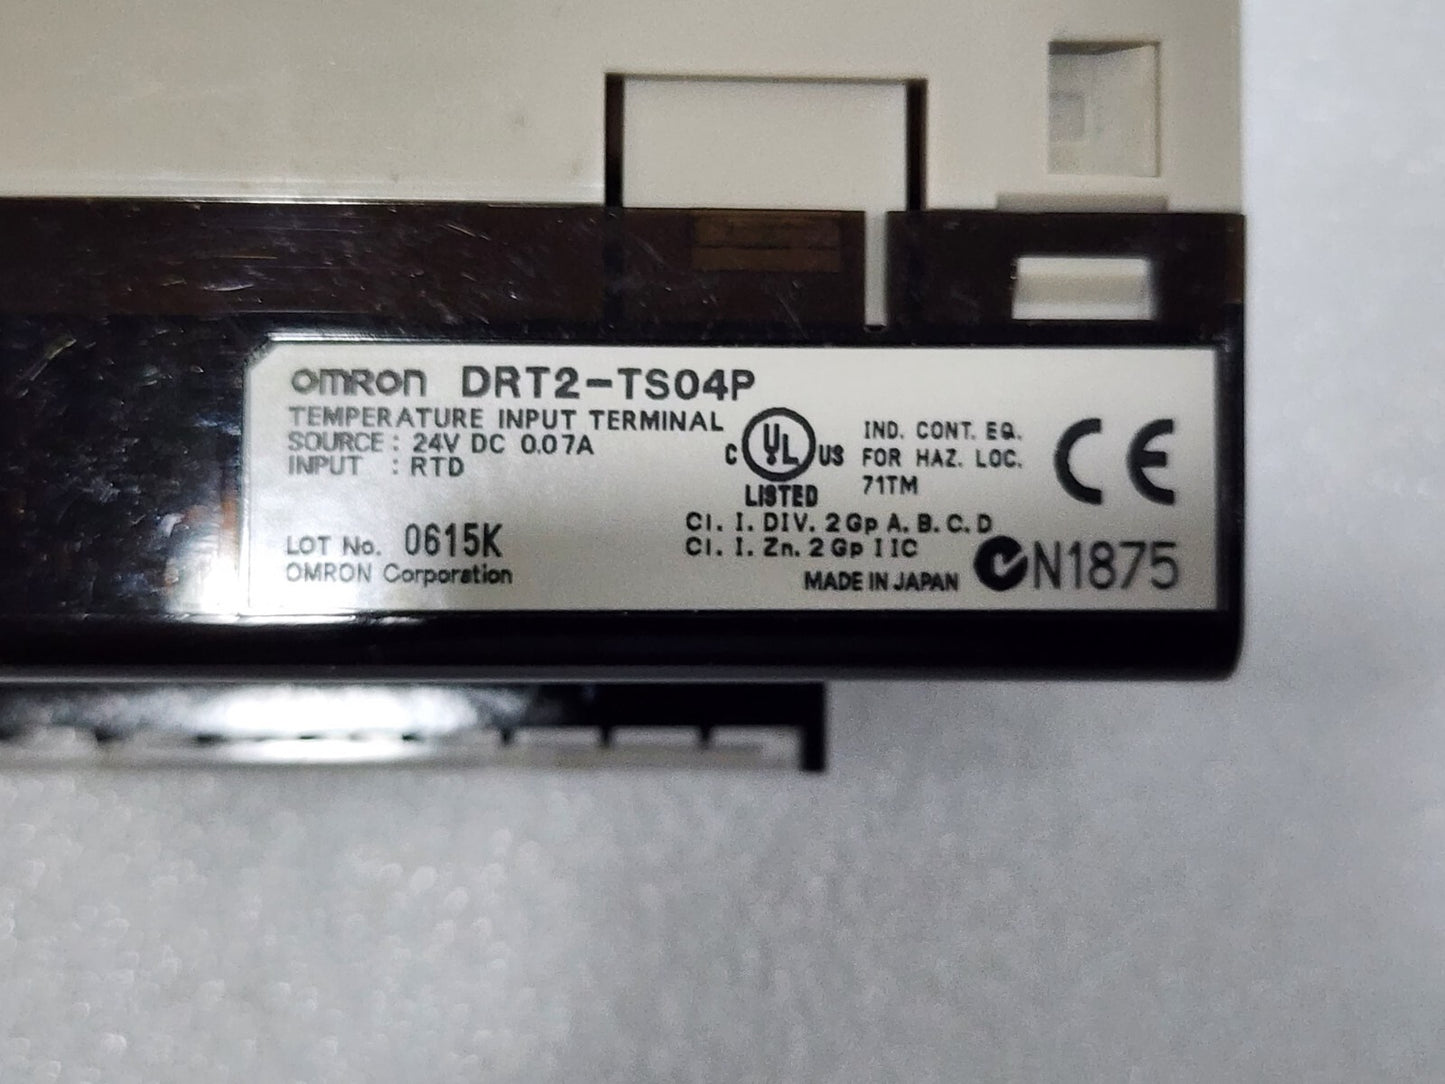 OMRON DRT2-TS04P
TEMPERATURE INPUT TERMINAL
SOURCE : 24V DC 0.07A
INPUT : RTD
LOT No. 0615K
OMRON Corporation
C UL US
LISTED
IND. CONT. EQ.
FOR HAZ. LOC.
71TM
Cl. I. DIV. 2 Gp A. B. C. D
Cl. I. Zn. 2 Gp IIC
MADE IN JAPAN
CE
N1875